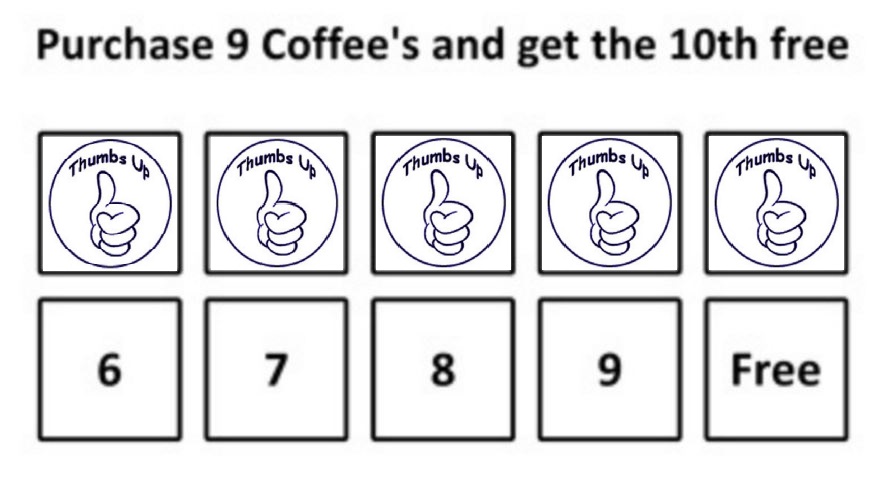 Purchase 9 Coffee's and get the 10th free
Thumbs Up Thumbs Up Thumbs Up Thumbs Up Thumbs Up
6 7 8 9 Free